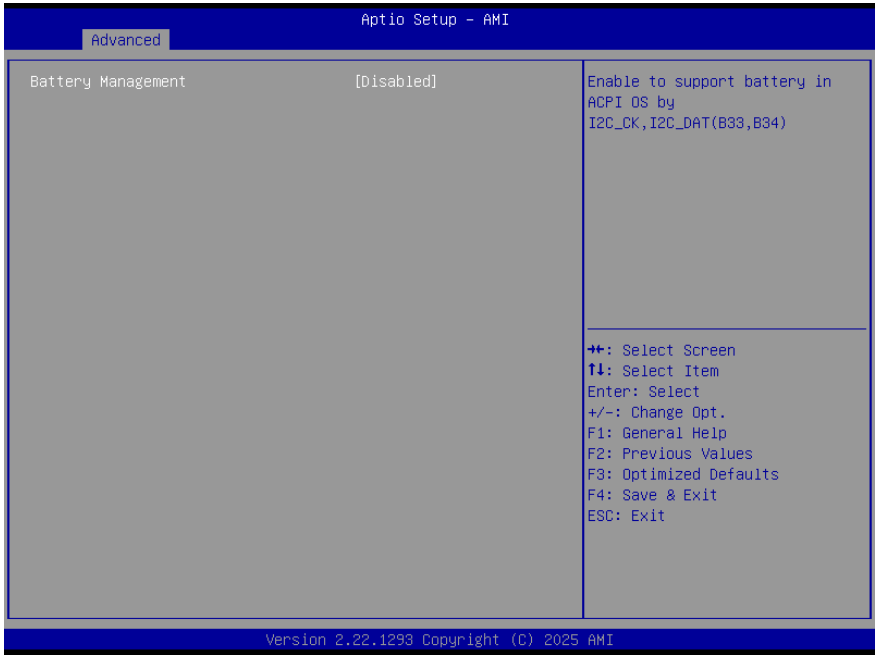 Aptio Setup – AMI
Advanced
Battery Management [Disabled]
Enable to support battery in
ACPI OS by
I2C_CK,I2C_DAT(B33,B34)
→←: Select Screen
↑↓: Select Item
Enter: Select
+/-: Change Opt.
F1: General Help
F2: Previous Values
F3: Optimized Defaults
F4: Save & Exit
ESC: Exit
Version 2.22.1293 Copyright (C) 2025 AMI